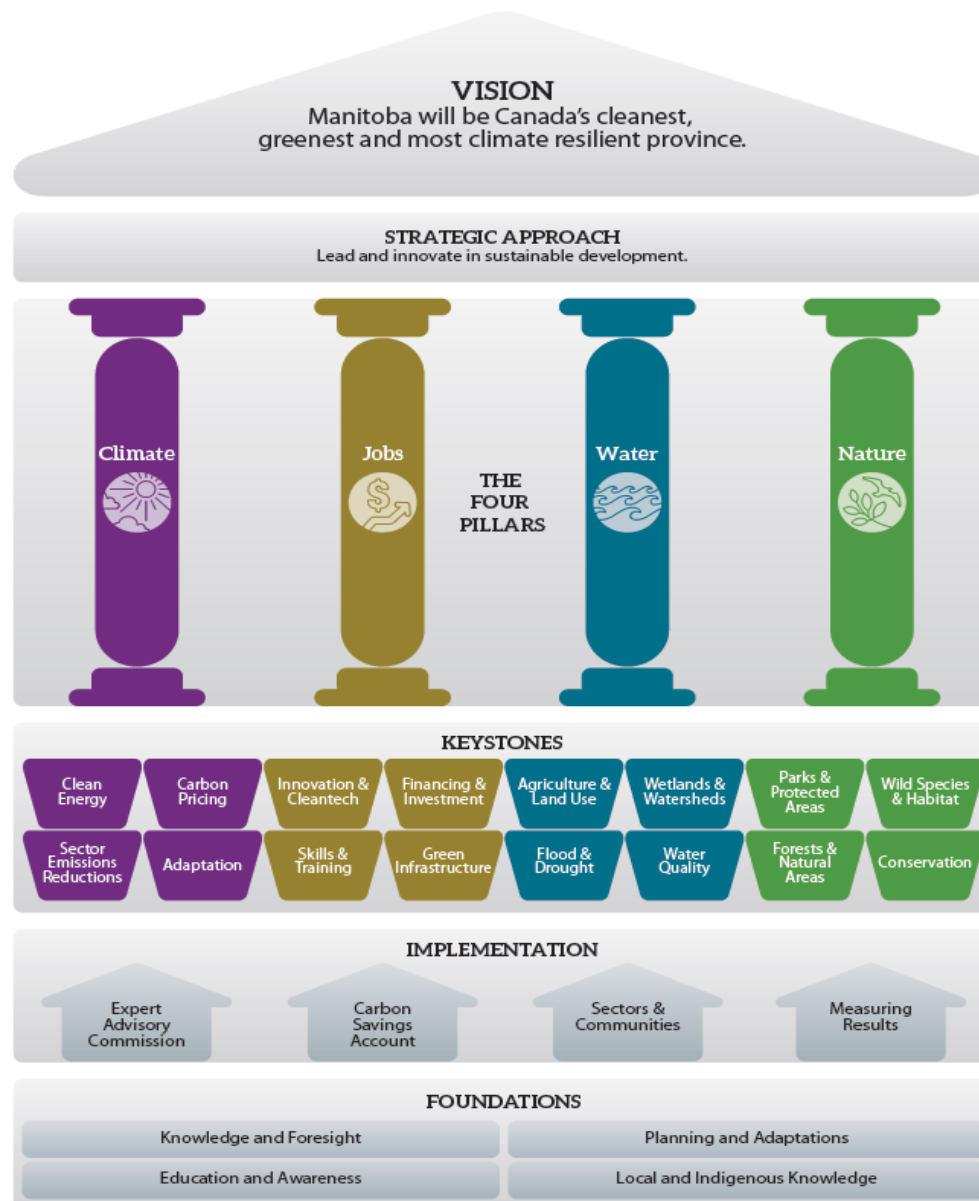 VISION
Manitoba will be Canada's cleanest,
greenest and most climate resilient province.
STRATEGIC APPROACH
Lead and innovate in sustainable development.
Climate
Jobs
THE
FOUR
PILLARS
Water
Nature
KEYSTONES
Clean
Energy
Carbon
Pricing
Innovation &
Cleantech
Financing &
Investment
Agriculture &
Land Use
Wetlands &
Watersheds
Parks &
Protected
Areas
Wild Species
& Habitat
Sector
Emissions
Reductions
Adaptation
Skills &
Training
Green
Infrastructure
Flood &
Drought
Water
Quality
Forests &
Natural
Areas
Conservation
IMPLEMENTATION
Expert
Advisory
Commission
Carbon
Savings
Account
Sectors &
Communities
Measuring
Results
FOUNDATIONS
Knowledge and Foresight
Planning and Adaptations
Education and Awareness
Local and Indigenous Knowledge